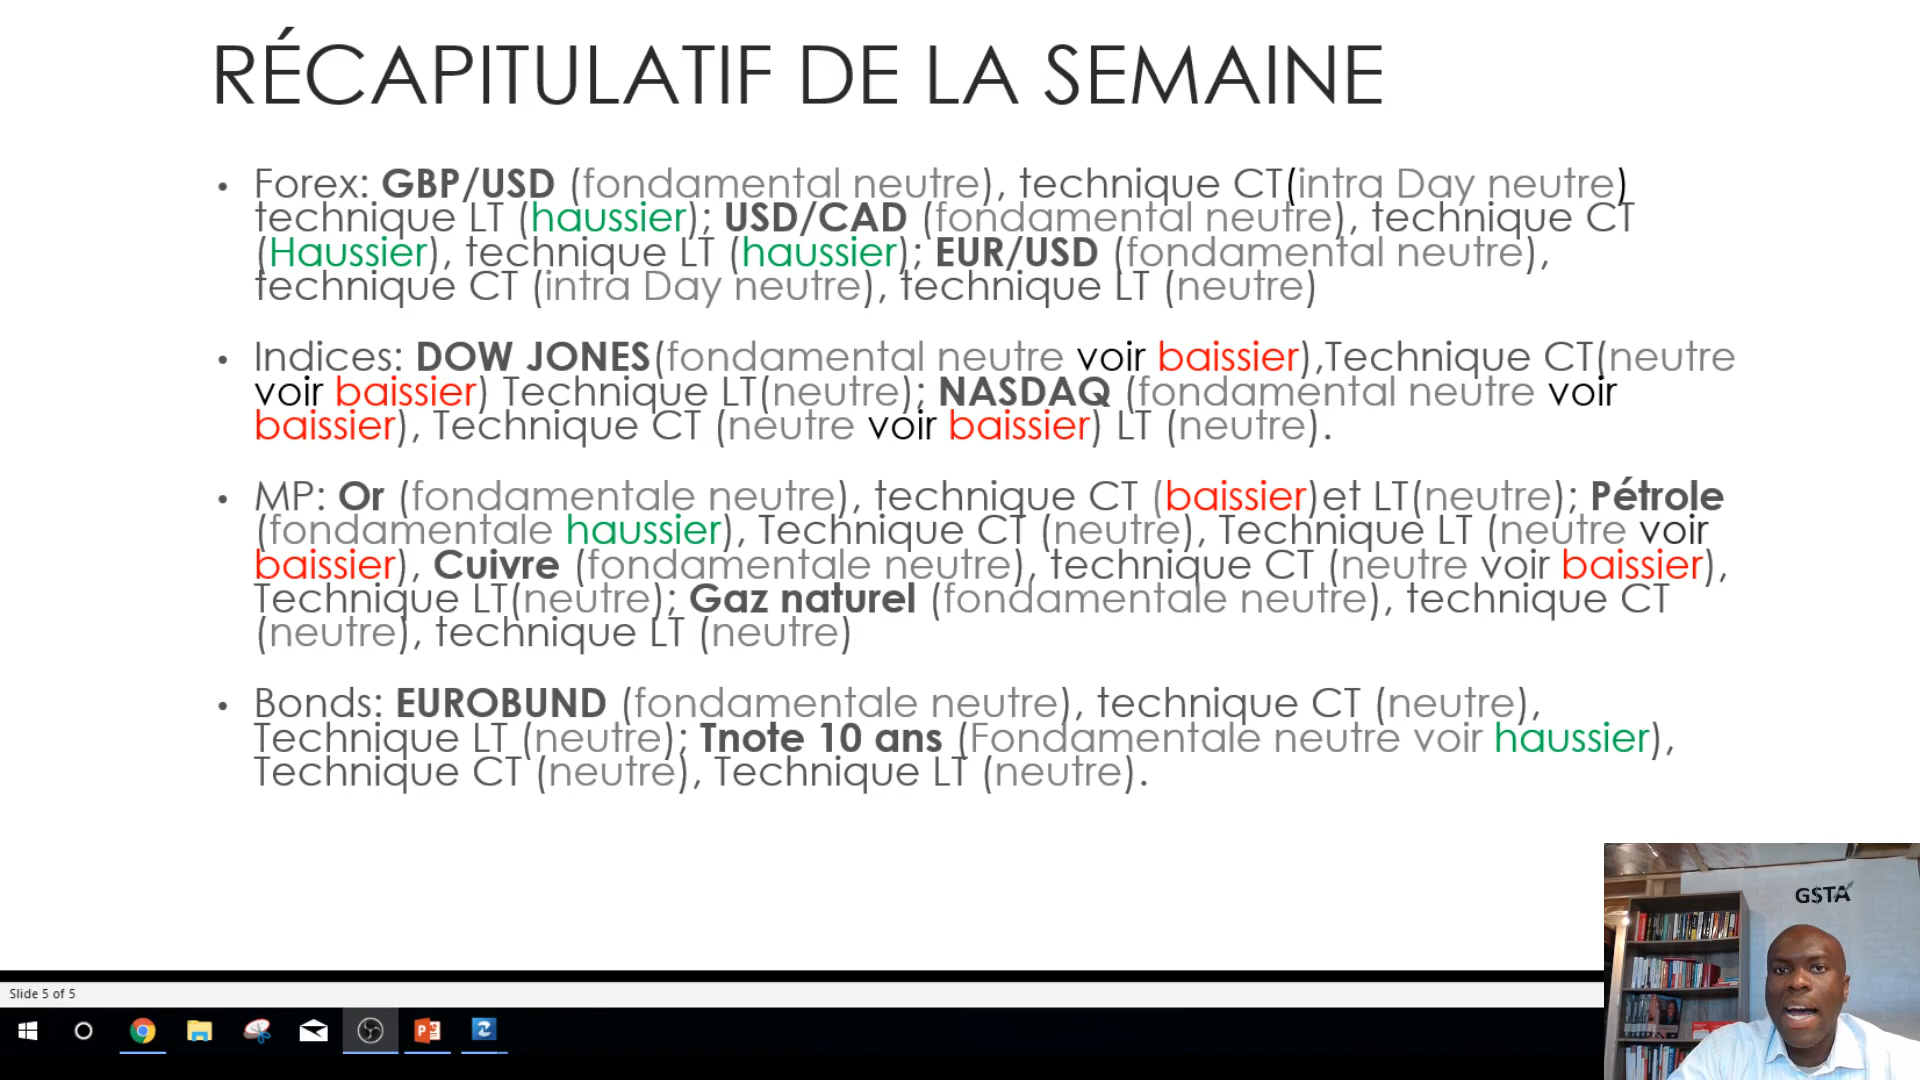 RÉCAPITULATIF DE LA SEMAINE
• Forex: GBP/USD (fondamental neutre), technique CT(intra Day neutre)
technique LT (haussier); USD/CAD (fondamental neutre), technique CT
(Haussier), technique LT (haussier); EUR/USD (fondamental neutre),
technique CT (intra Day neutre), technique LT (neutre)
• Indices: DOW JONES(fondamental neutre voir baissier),Technique CT(neutre
voir baissier) Technique LT(neutre); NASDAQ (fondamental neutre voir
baissier), Technique CT (neutre voir baissier) LT (neutre).
• MP: Or (fondamentale neutre), technique CT (baissier)et LT(neutre); Pétrole
(fondamentale haussier), Technique CT (neutre), Technique LT (neutre voir
baissier), Cuivre (fondamentale neutre), technique CT (neutre voir baissier),
Technique LT(neutre); Gaz naturel (fondamentale neutre), technique CT
(neutre), technique LT (neutre)
• Bonds: EUROBUND (fondamentale neutre), technique CT (neutre),
Technique LT (neutre); Tnote 10 ans (Fondamentale neutre voir haussier),
Technique CT (neutre), Technique LT (neutre).
G$TA
Slide 5 of 5